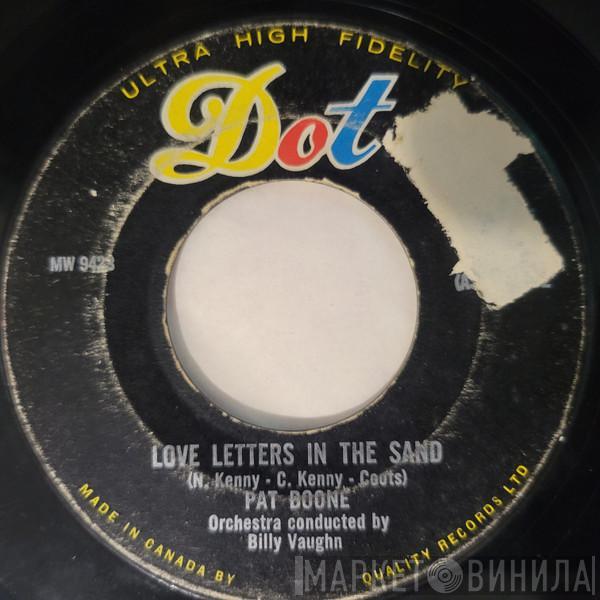 ULTRA HIGH FIDELITY
Dot
MW 9423
LOVE LETTERS IN THE SAND
(N. Kenny - C. Kenny - Coots)
PAT BOONE
Orchestra conducted by
Billy Vaughn
MADE IN CANADA BY QUALITY RECORDS LTD
МАРКЕТ ВИНИЛА